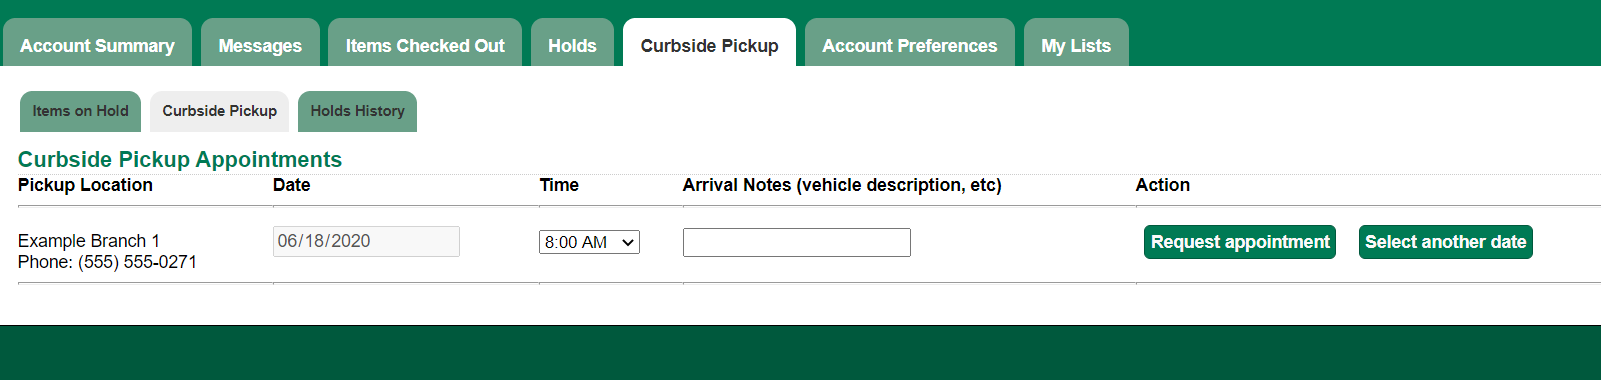 Account Summary Messages Items Checked Out Holds Curbside Pickup Account Preferences My Lists
Items on Hold Curbside Pickup Holds History
Curbside Pickup Appointments
Pickup Location Date Time Arrival Notes (vehicle description, etc) Action
Example Branch 1 06/18/2020 8:00 AM Request appointment Select another date
Phone: (555) 555-0271